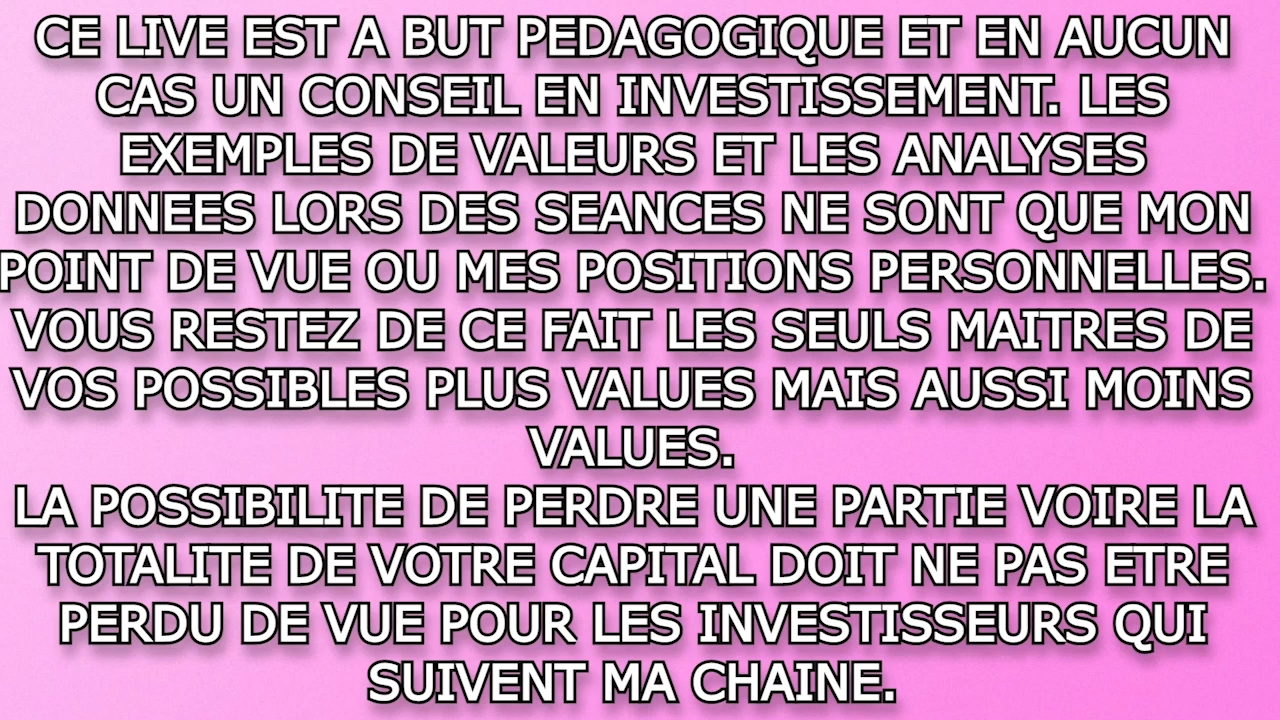 CE LIVE EST A BUT PEDAGOGIQUE ET EN AUCUN
CAS UN CONSEIL EN INVESTISSEMENT. LES
EXEMPLES DE VALEURS ET LES ANALYSES
DONNEES LORS DES SEANCES NE SONT QUE MON
POINT DE VUE OU MES POSITIONS PERSONNELLES.
VOUS RESTEZ DE CE FAIT LES SEULS MAITRES DE
VOS POSSIBLES PLUS VALUES MAIS AUSSI MOINS
VALUES.
LA POSSIBILITE DE PERDRE UNE PARTIE VOIRE LA
TOTALITE DE VOTRE CAPITAL DOIT NE PAS ETRE
PERDU DE VUE POUR LES INVESTISSEURS QUI
SUIVENT MA CHAINE.